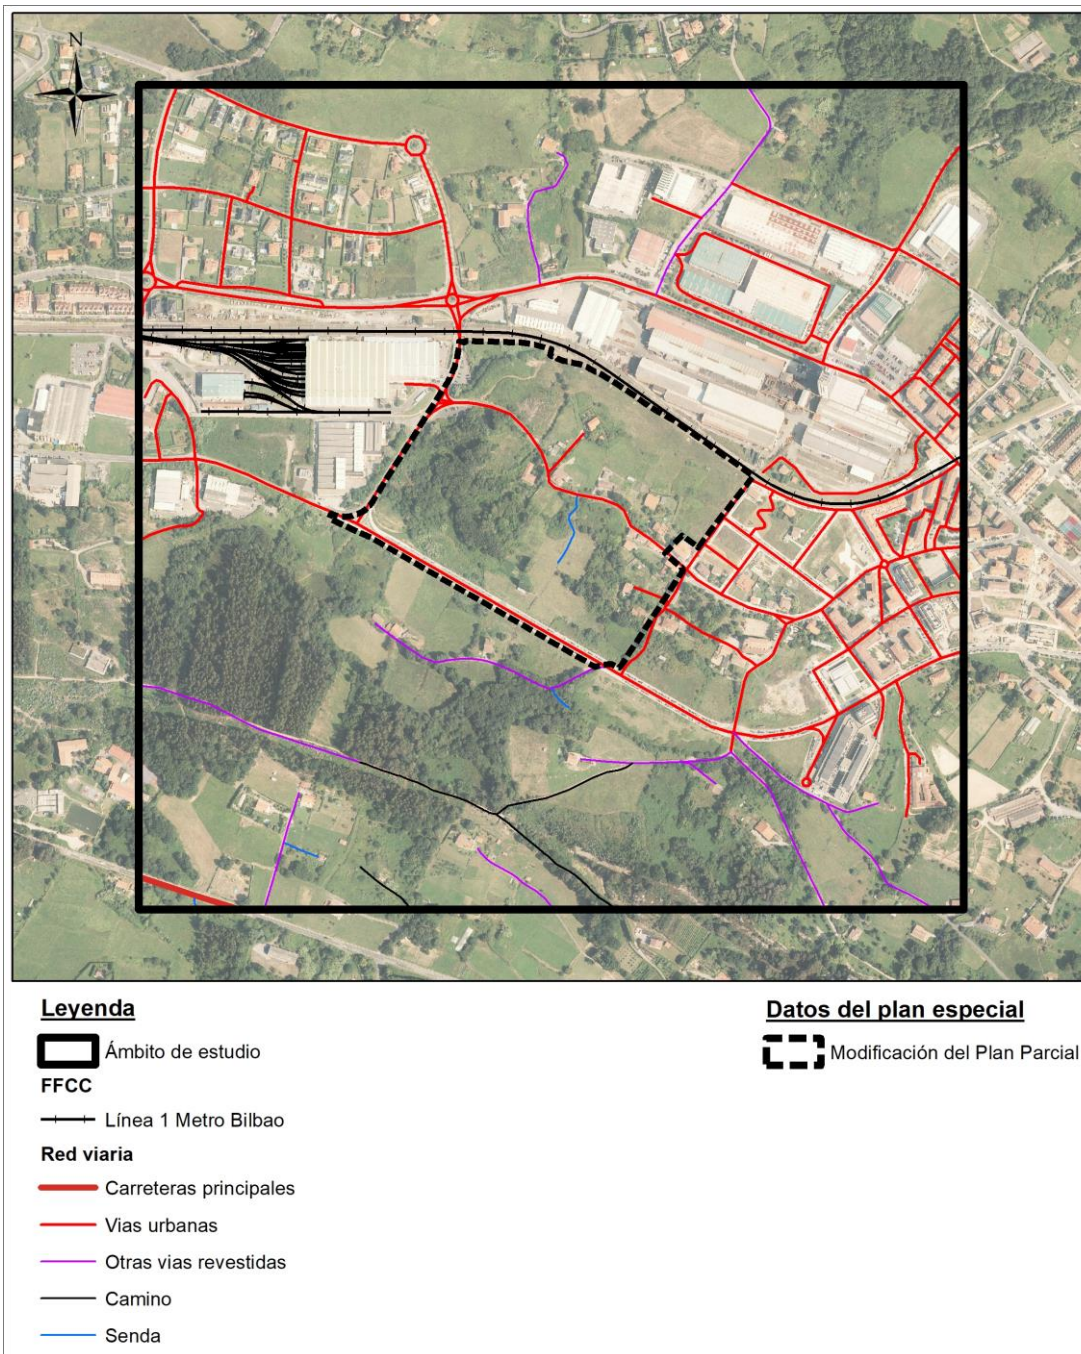 N
Leyenda
Ámbito de estudio
FFCC
Línea 1 Metro Bilbao
Red viaria
Carreteras principales
Vias urbanas
Otras vias revestidas
Camino
Senda
Datos del plan especial
Modificación del Plan Parcial